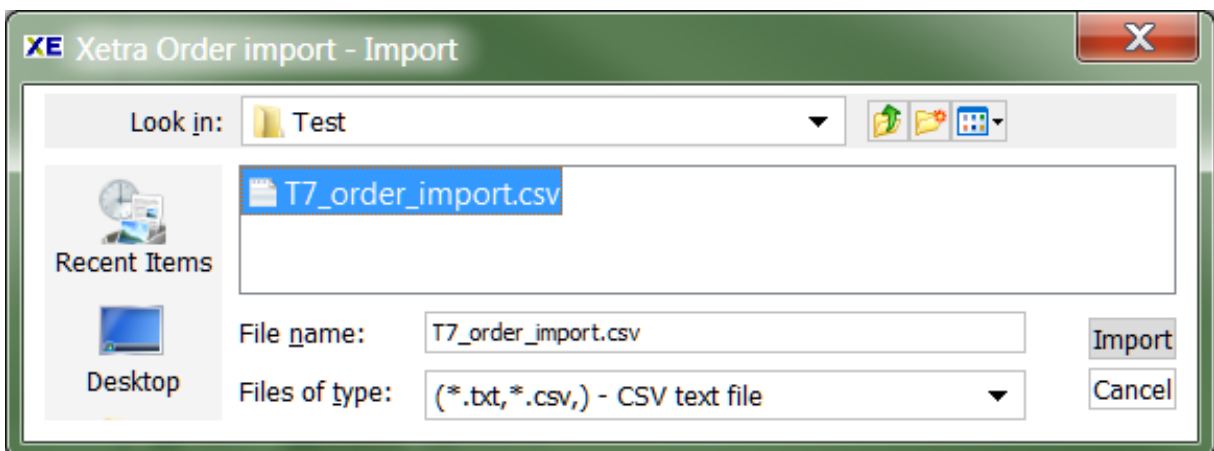 XE Xetra Order import - Import
X
Look in: Test
T7_order_import.csv
Recent Items
Desktop
File name: T7_order_import.csv
Import
Files of type: (*.txt,*.csv,) - CSV text file
Cancel